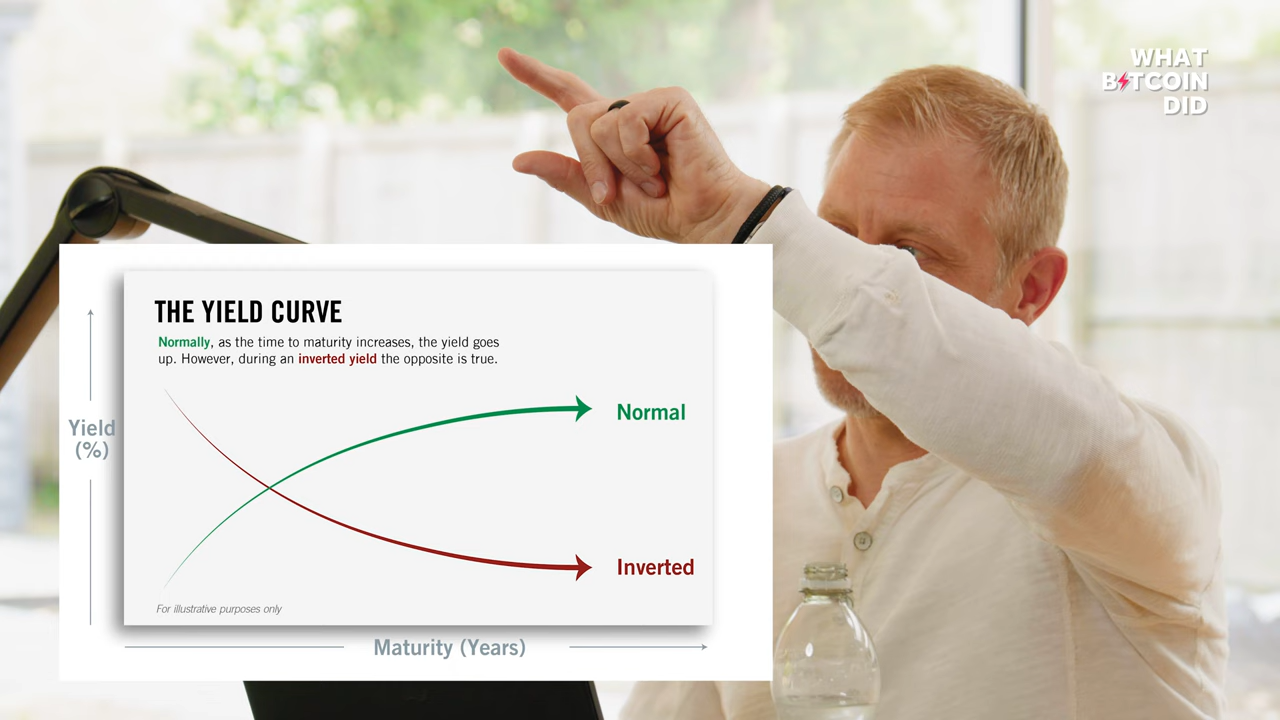 WHAT
BITCOIN
DID
THE YIELD CURVE
Normally, as the time to maturity increases, the yield goes
up. However, during an inverted yield the opposite is true.
Yield
(%)
Normal
Inverted
For illustrative purposes only
Maturity (Years)